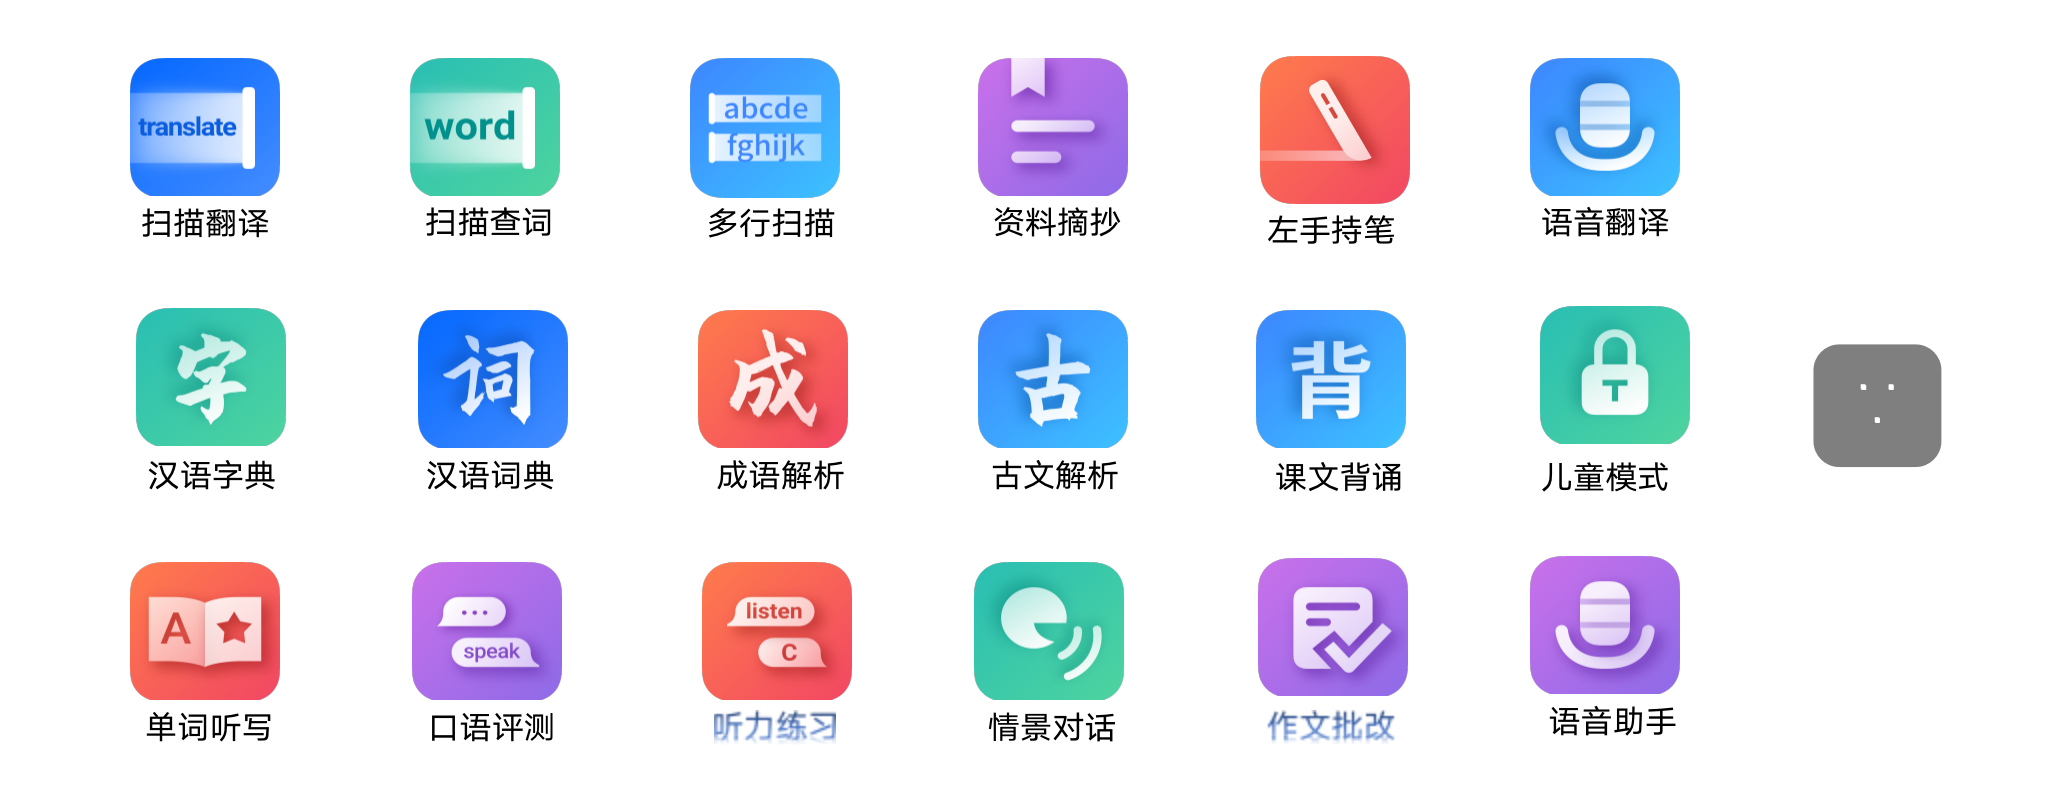 translate
word
abcde
fghijk
扫描翻译
扫描查词
多行扫描
资料摘抄
左手持笔
语音翻译
字
词
成
古
背
T
汉语字典
汉语词典
成语解析
古文解析
课文背诵
儿童模式
A
...
speak
listen
C
单词听写
口语评测
听力练习
情景对话
作文批改
语音助手